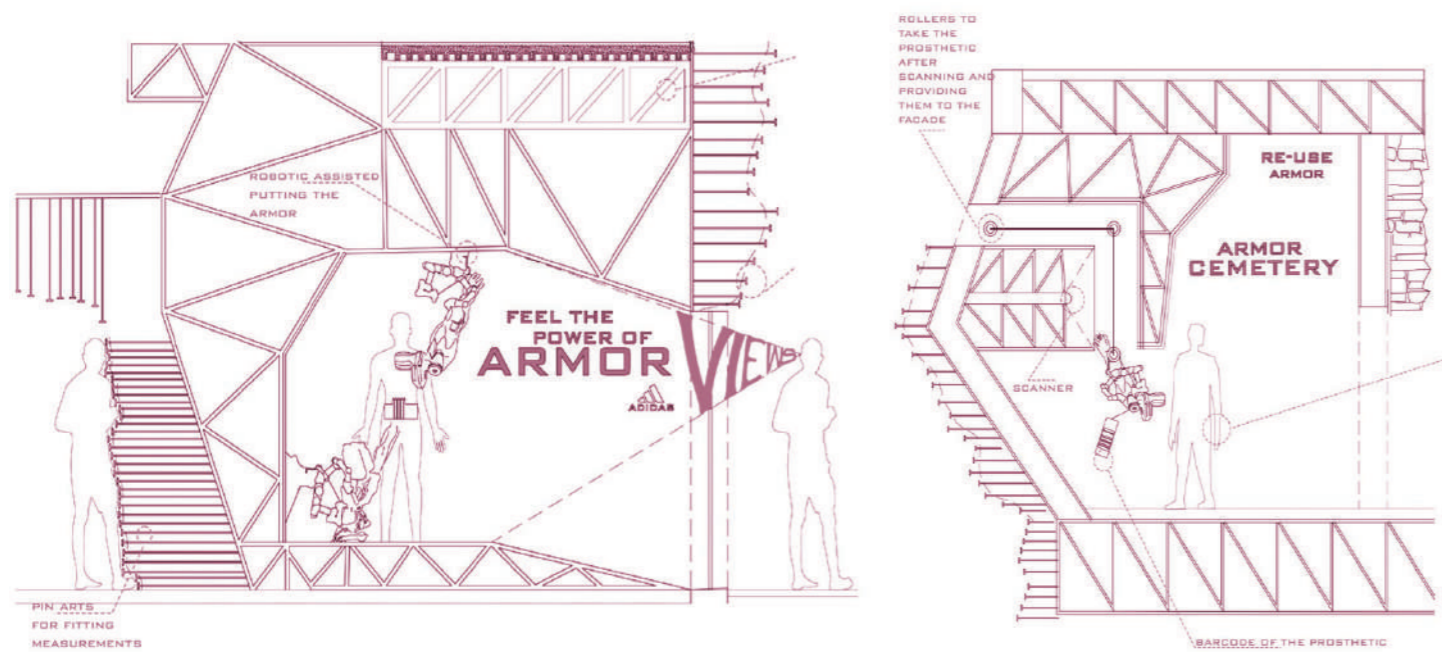 ROBOTIC ASSISTED
PUTTING THE
ARMOR
FEEL THE
POWER OF
ARMOR
ADIDAS
VIEWS
PIN ARTS
FOR FITTING
MEASUREMENTS
ROLLERS TO
TAKE THE
PROSTHETIC
AFTER
SCANNING AND
PROVIDING
THEM TO THE
FACADE
RE-USE
ARMOR
ARMOR
CEMETERY
SCANNER
BARCODE OF THE PROSTHETIC